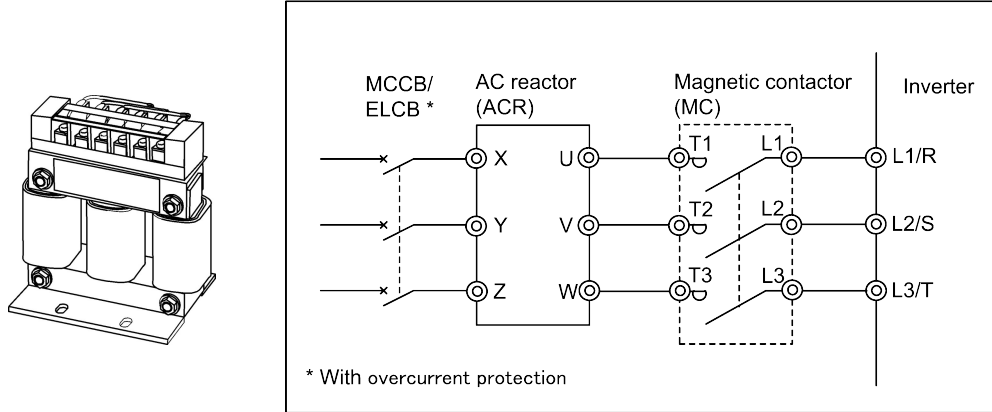 MCCB/
ELCB *
AC reactor
(ACR)
Magnetic contactor
(MC)
Inverter
X U T1 L1 L1/R
Y V T2 L2 L2/S
Z W T3 L3 L3/T
* With overcurrent protection